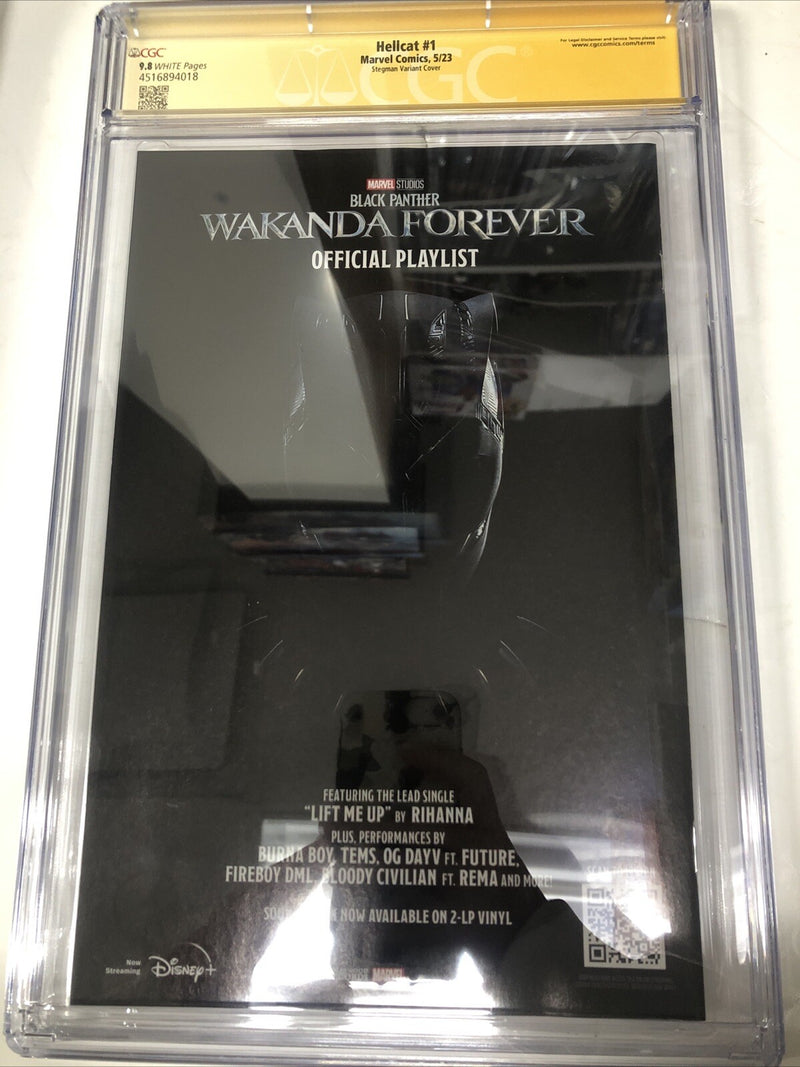 CGC
9.8 WHITE Pages
4516894018
Hellcat #1
Marvel Comics, 5/23
Stegman Variant Cover
For Legal Disclaimer and Service Terms please visit:
www.cgccomics.com/terms
CGC
MARVEL STUDIOS
BLACK PANTHER
WAKANDA FOREVER
OFFICIAL PLAYLIST
FEATURING THE LEAD SINGLE
"LIFT ME UP" BY RIHANNA
PLUS, PERFORMANCES BY
BURNA BOY, TEMS, OG DAYV FT. FUTURE,
FIREBOY DML, BLOODY CIVILIAN FT. REMA AND MORE!
NOW AVAILABLE ON 2-LP VINYL
Now
Streaming
Disney+
MARVEL